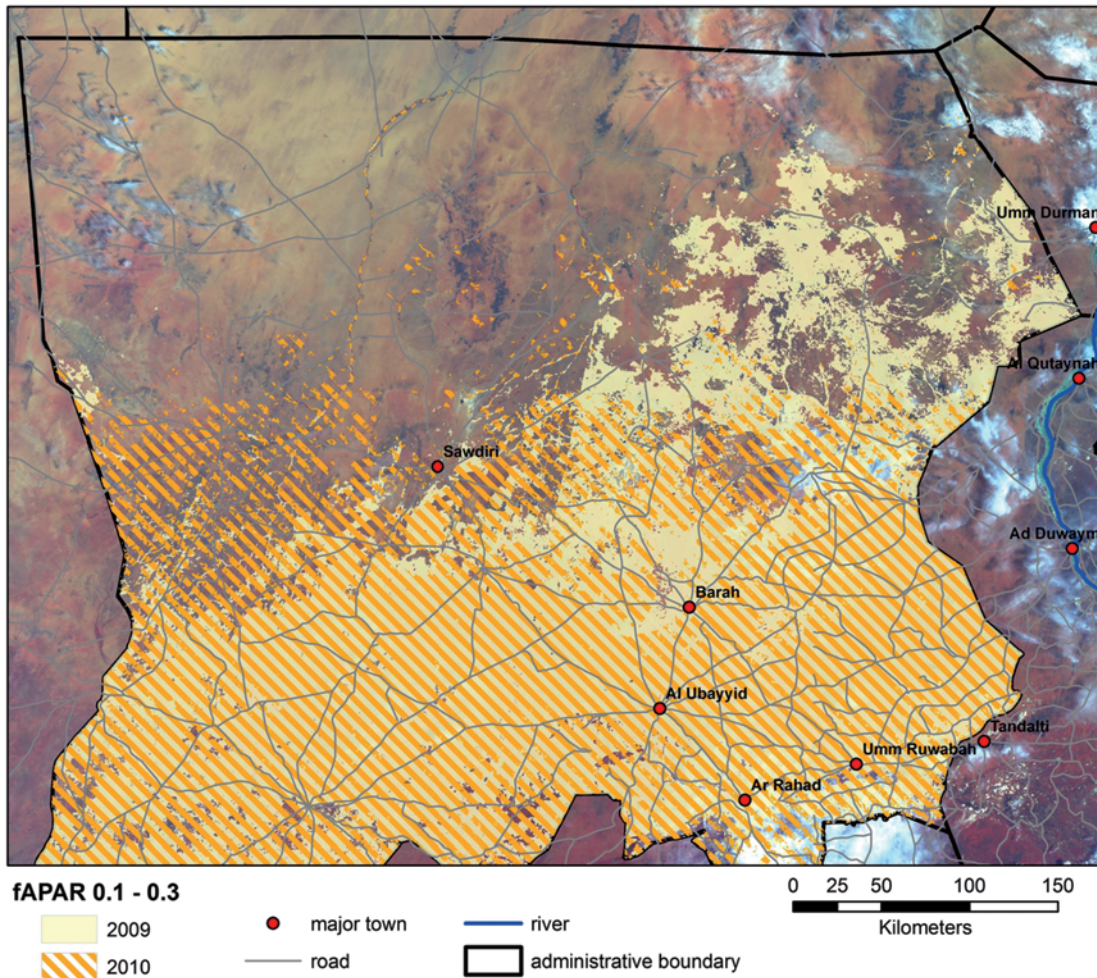 Umm Durman
Al Qutaynah
Sawdiri
Ad Duwaym
Barah
Al Ubayyid
Tandalti
Umm Ruwabah
Ar Rahad
fAPAR 0.1 - 0.3
2009
2010
major town
road
river
administrative boundary
0 25 50 100 150
Kilometers